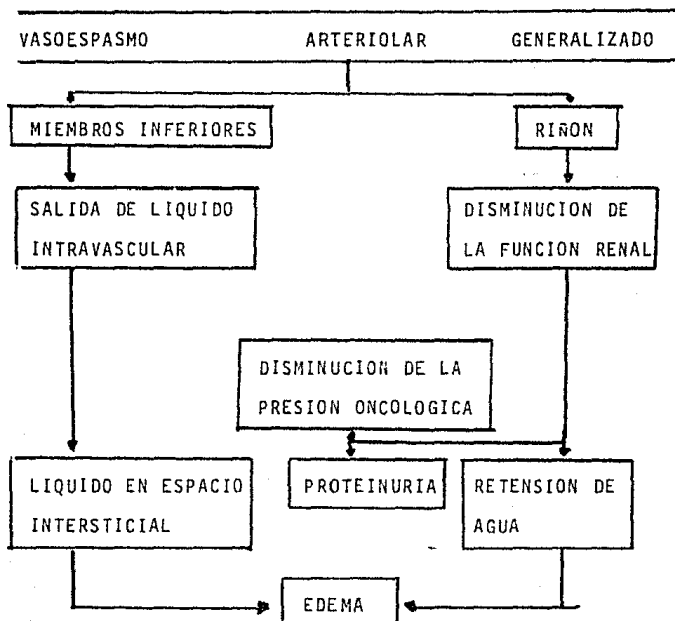 VASOESPASMO ARTERIOLAR GENERALIZADO
MIEMBROS INFERIORES
RIÑON
SALIDA DE LIQUIDO
INTRAVASCULAR
DISMINUCION DE
LA FUNCION RENAL
DISMINUCION DE LA
PRESION ONCOLOGICA
LIQUIDO EN ESPACIO
INTERSTICIAL
PROTEINURIA
RETENSION DE
AGUA
EDEMA